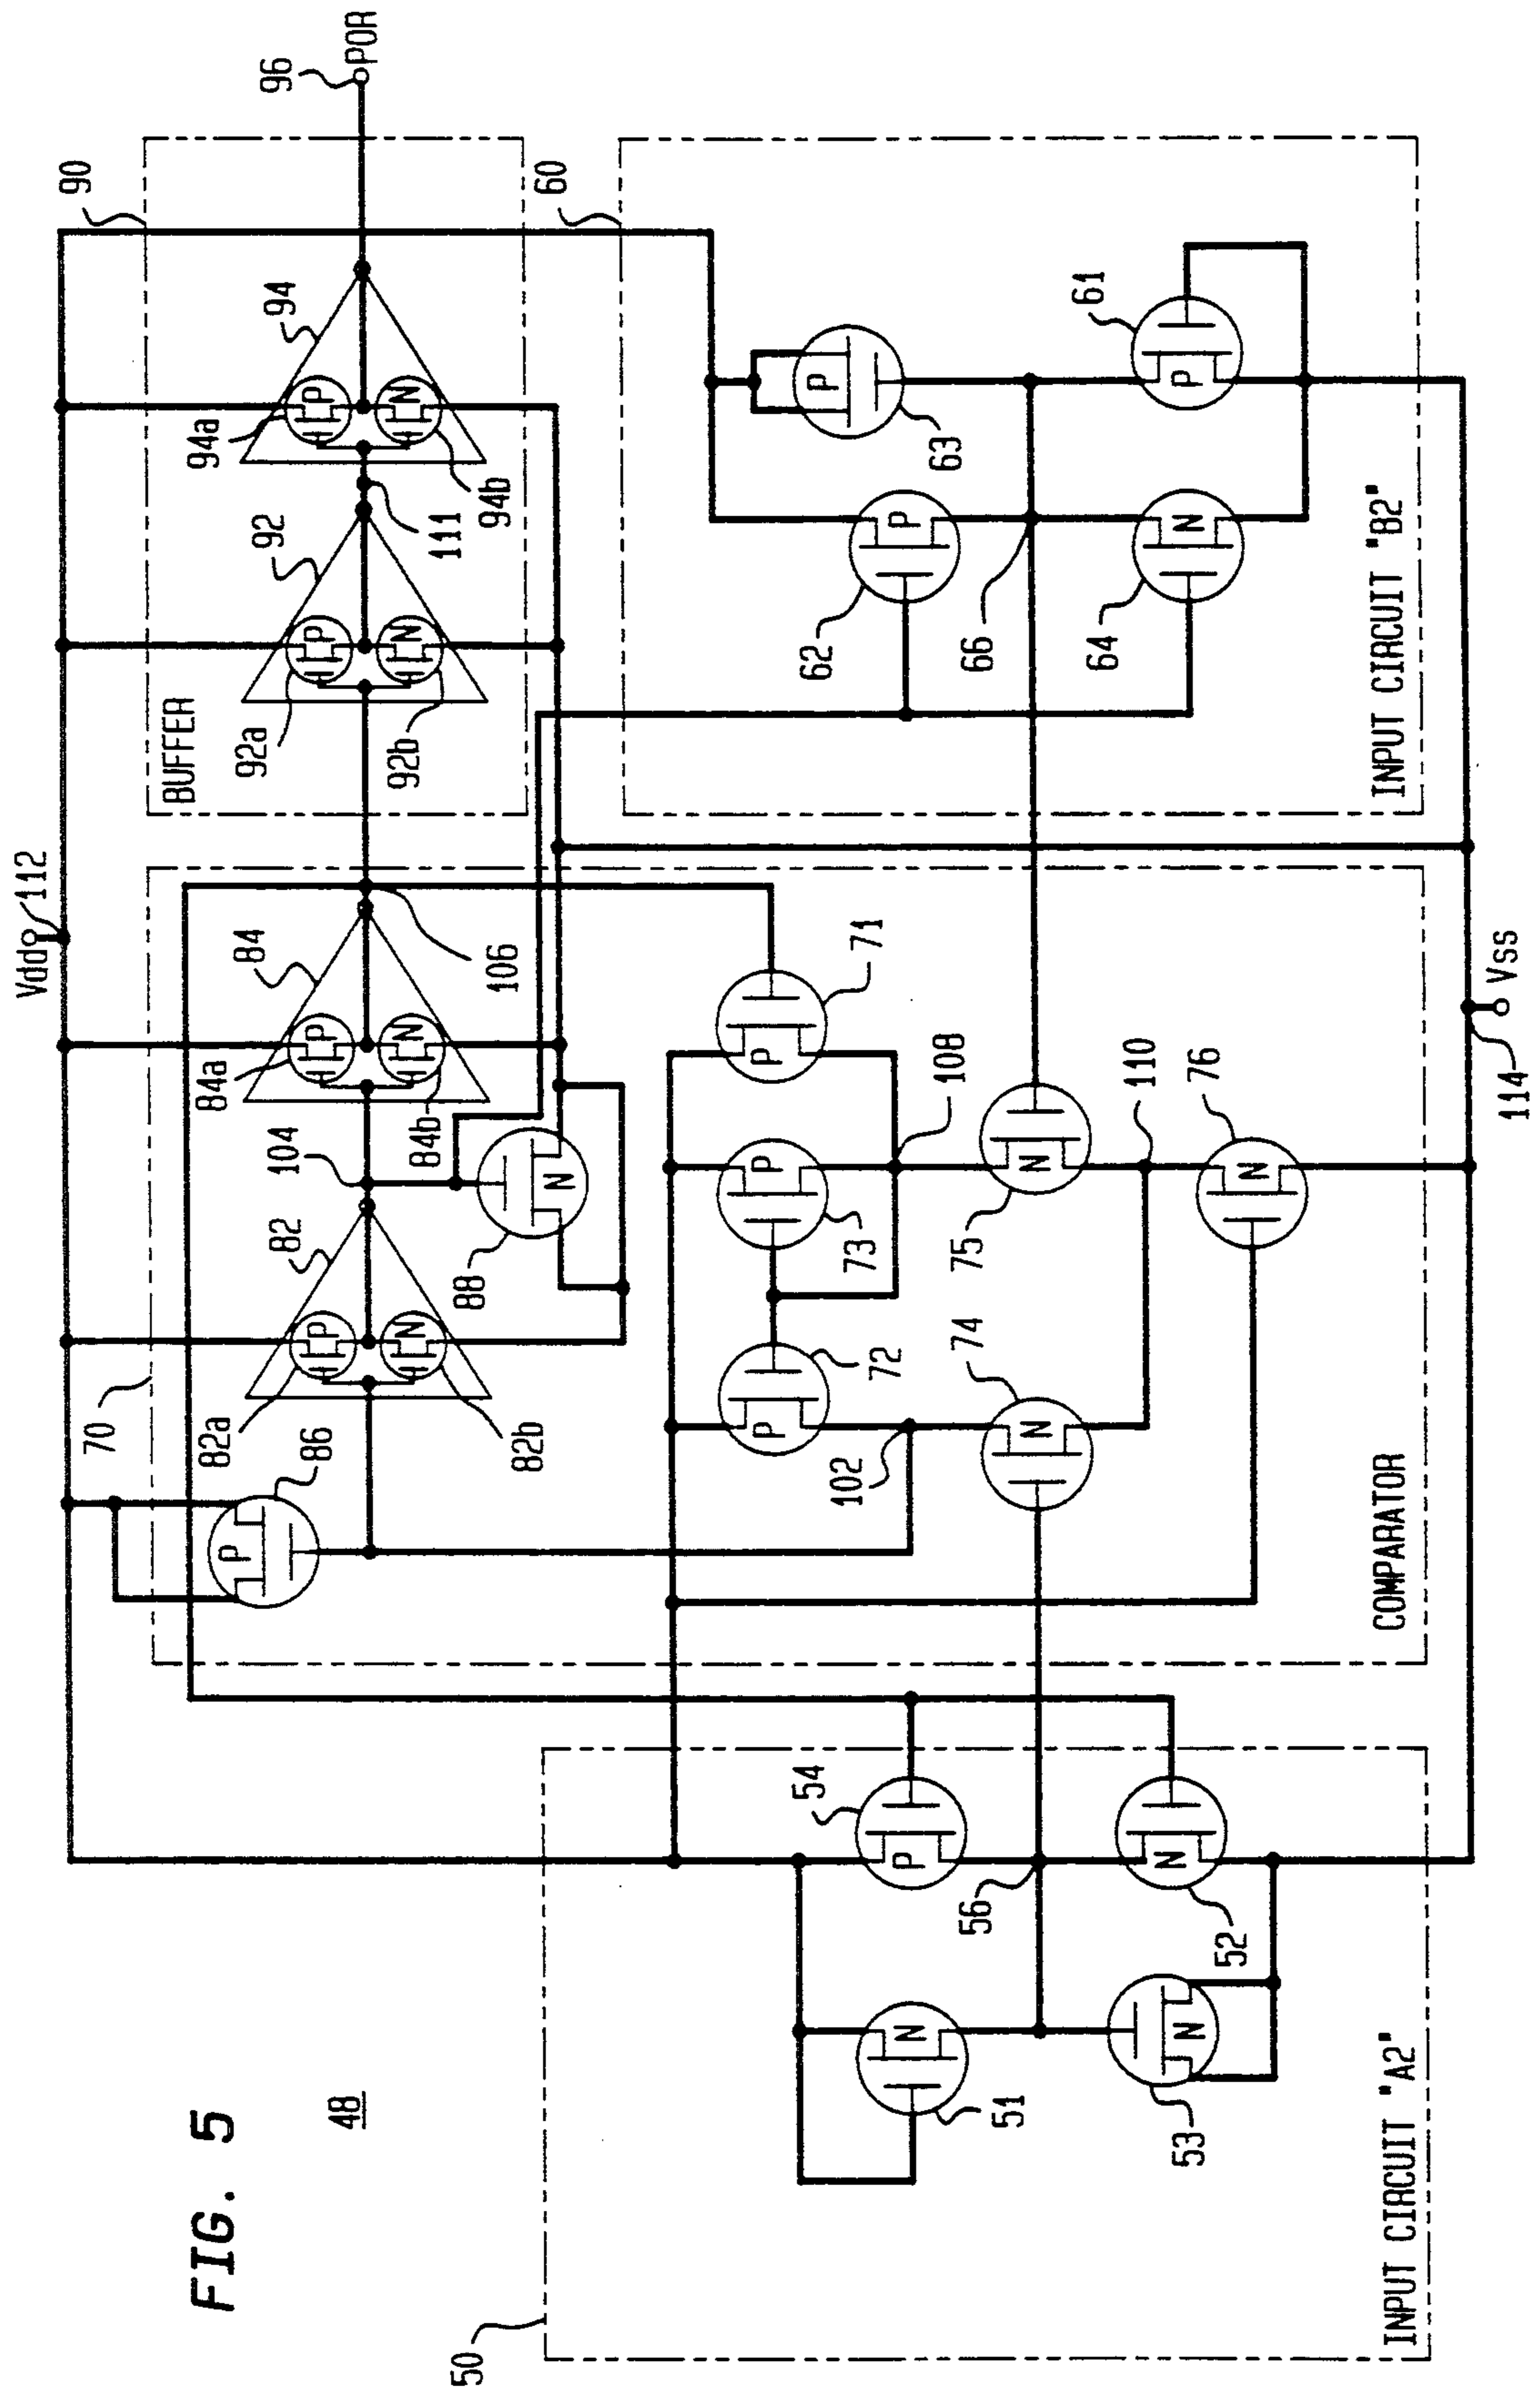 FIG. 5
48
Vdd
112
90
96
POR
BUFFER
92
94
92a
92b
94a
94b
111
70
86
82
82a
82b
104
88
84
84a
84b
106
60
72
73
71
102
108
74
75
110
76
COMPARATOR
62
63
66
64
61
INPUT CIRCUIT "B2"
50
51
54
56
53
52
INPUT CIRCUIT "A2"
114
Vss